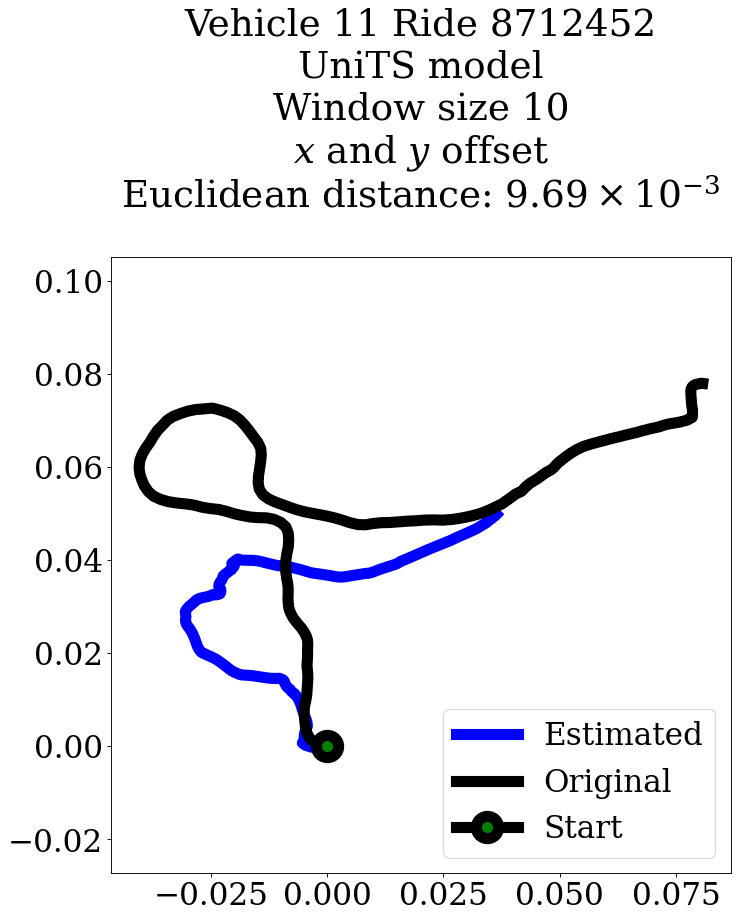 Vehicle 11 Ride 8712452
UniTS model
Window size 10
x and y offset
Euclidean distance: 9.69 × 10⁻³
0.10
0.08
0.06
0.04
0.02
0.00
−0.02
−0.025 0.000 0.025 0.050 0.075
Estimated
Original
Start